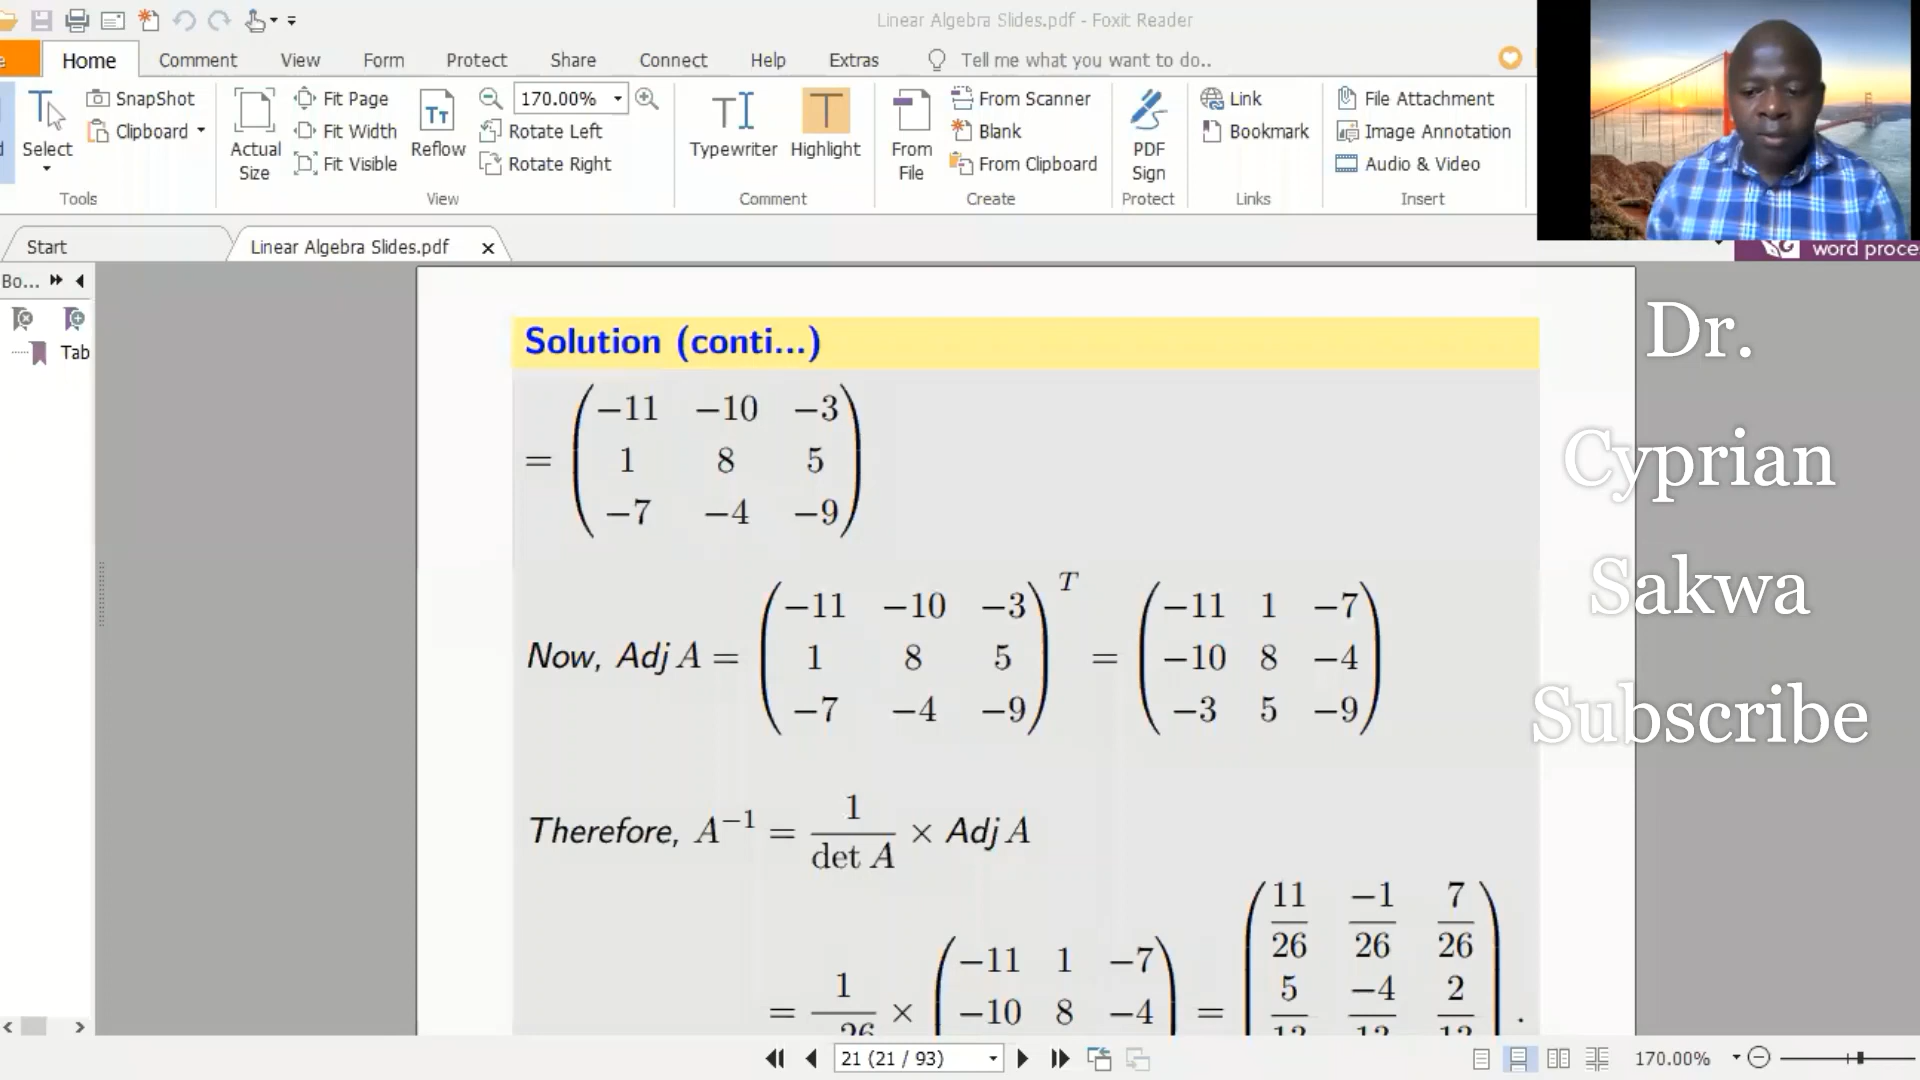 Linear Algebra Slides.pdf - Foxit Reader
Home Comment View Form Protect Share Connect Help Extras Tell me what you want to do..
SnapShot
Clipboard
Select
Tools
Actual Size
Fit Page
Fit Width
Fit Visible
Reflow
170.00%
Rotate Left
Rotate Right
View
Typewriter
Highlight
Comment
From File
From Scanner
Blank
From Clipboard
Create
PDF Sign
Protect
Link
Bookmark
Links
File Attachment
Image Annotation
Audio & Video
Insert
Start
Linear Algebra Slides.pdf
word proce
Bo...
Tab
Solution (conti...)
−11 −10 −3
= 1 8 5
−7 −4 −9
−11 −10 −3 T −11 1 −7
Now, Adj A = 1 8 5 = −10 8 −4
−7 −4 −9 −3 5 −9
Therefore, A−1 = 1/det A × Adj A
= 1/−26 × −11 1 −7 = 11/26 −1/26 7/26
−10 8 −4 5/13 −4/13 2/13 .
Dr.
Cyprian
Sakwa
Subscribe
21 (21 / 93)
170.00%